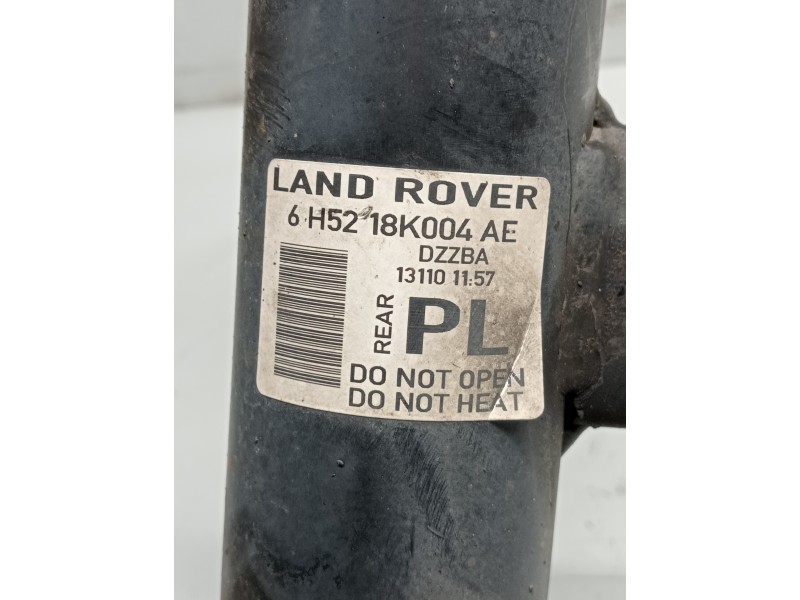 LAND ROVER
6 H52 18K004 AE
DZZBA
13110 11:57
REAR
PL
DO NOT OPEN
DO NOT HEAT